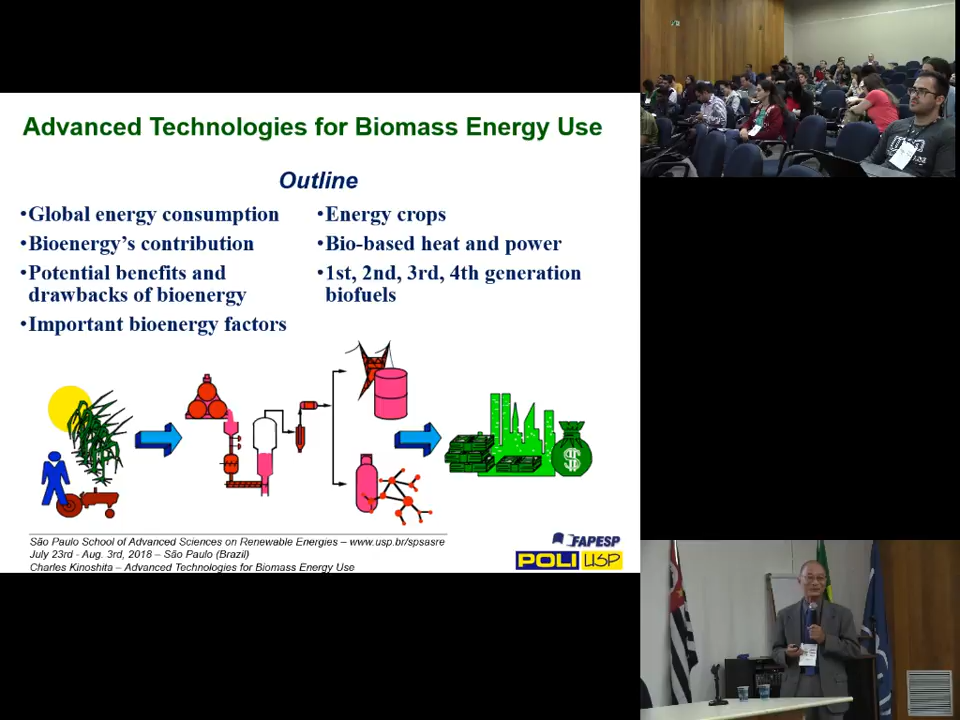 Advanced Technologies for Biomass Energy Use
Outline
•Global energy consumption
•Bioenergy's contribution
•Potential benefits and
drawbacks of bioenergy
•Important bioenergy factors
•Energy crops
•Bio-based heat and power
•1st, 2nd, 3rd, 4th generation
biofuels
$
São Paulo School of Advanced Sciences on Renewable Energies – www.usp.br/spsasre
July 23rd - Aug. 3rd, 2018 – São Paulo (Brazil)
Charles Kinoshita – Advanced Technologies for Biomass Energy Use
FAPESP
POLI USP